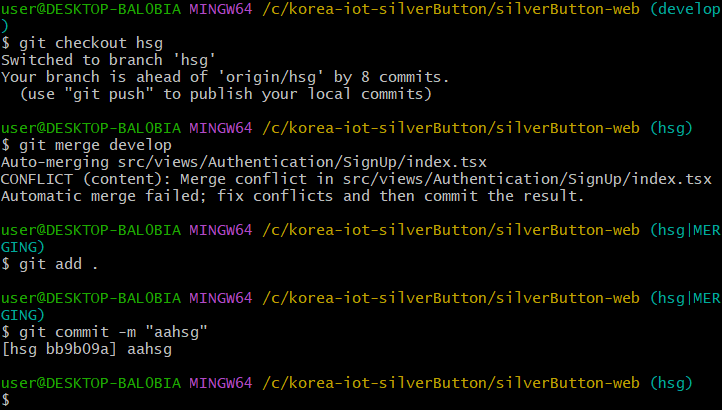 user@DESKTOP-BALOBIA MINGW64 /c/korea-iot-silverButton/silverButton-web (develop
)
$ git checkout hsg
Switched to branch 'hsg'
Your branch is ahead of 'origin/hsg' by 8 commits.
  (use "git push" to publish your local commits)
user@DESKTOP-BALOBIA MINGW64 /c/korea-iot-silverButton/silverButton-web (hsg)
$ git merge develop
Auto-merging src/views/Authentication/SignUp/index.tsx
CONFLICT (content): Merge conflict in src/views/Authentication/SignUp/index.tsx
Automatic merge failed; fix conflicts and then commit the result.
user@DESKTOP-BALOBIA MINGW64 /c/korea-iot-silverButton/silverButton-web (hsg|MER
GING)
$ git add .
user@DESKTOP-BALOBIA MINGW64 /c/korea-iot-silverButton/silverButton-web (hsg|MER
GING)
$ git commit -m "aahsg"
[hsg bb9b09a] aahsg
user@DESKTOP-BALOBIA MINGW64 /c/korea-iot-silverButton/silverButton-web (hsg)
$